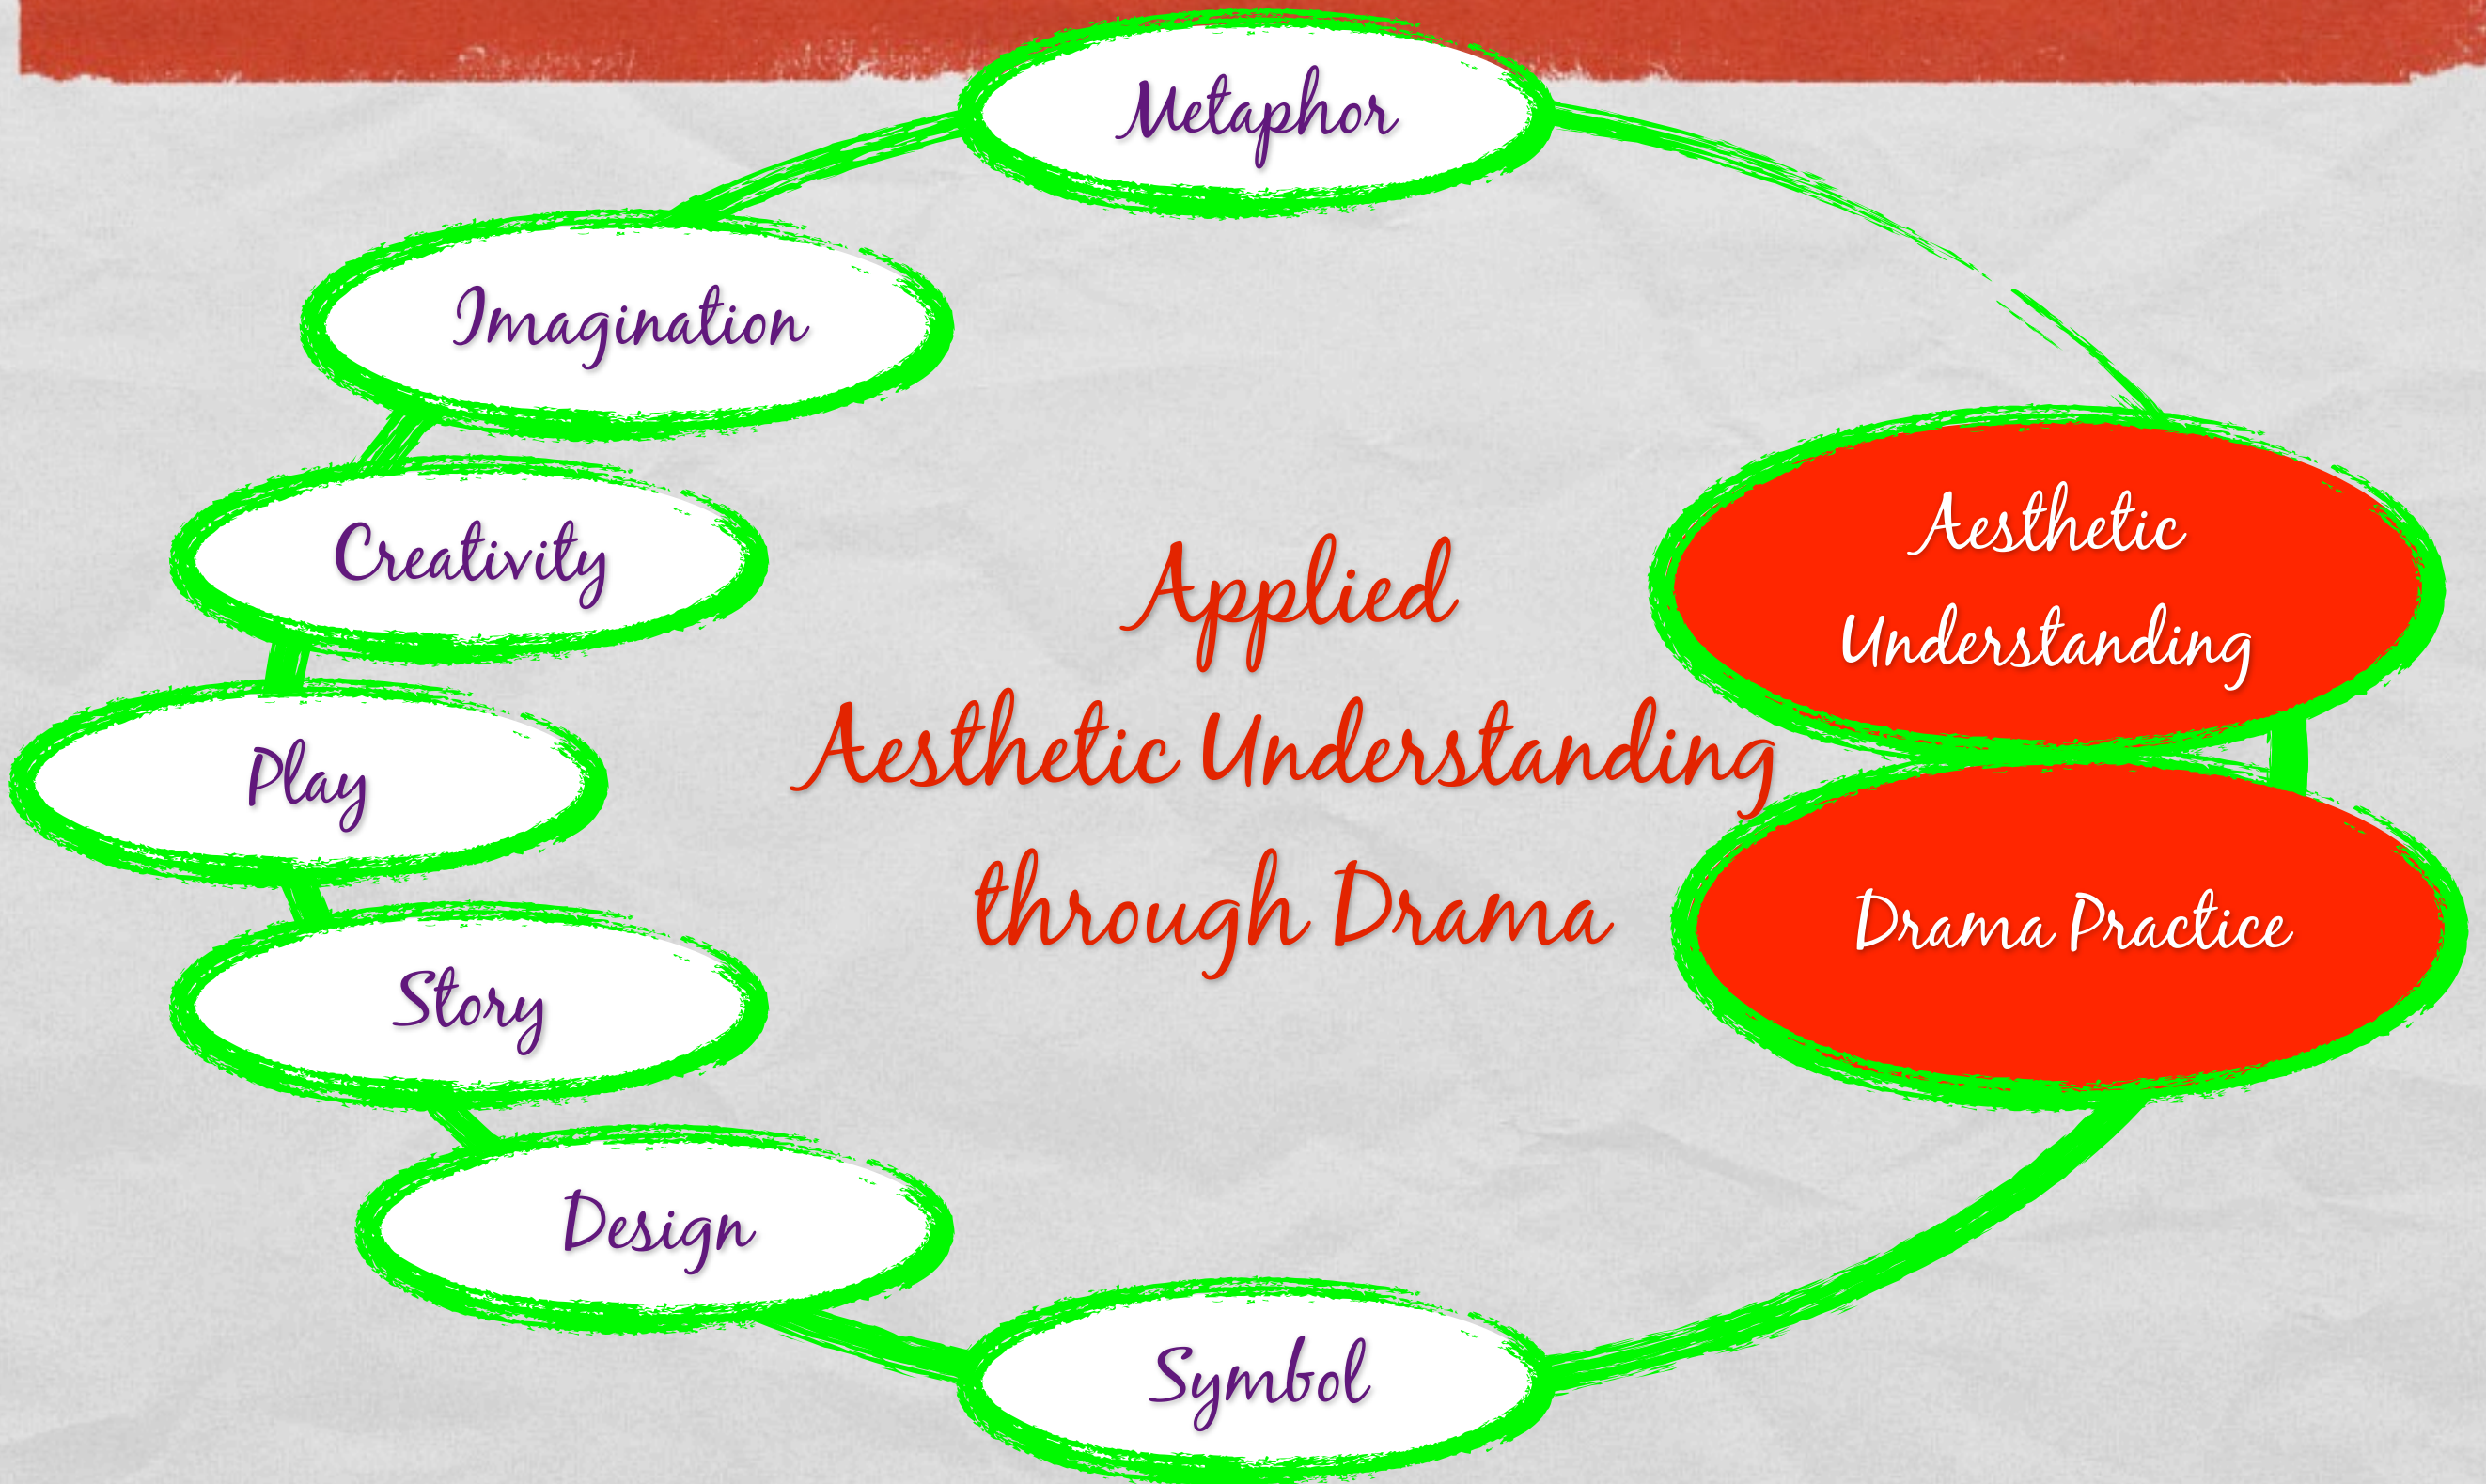 Metaphor
Imagination
Creativity
Play
Story
Design
Symbol
Applied
Aesthetic Understanding
through Drama
Aesthetic
Understanding
Drama Practice